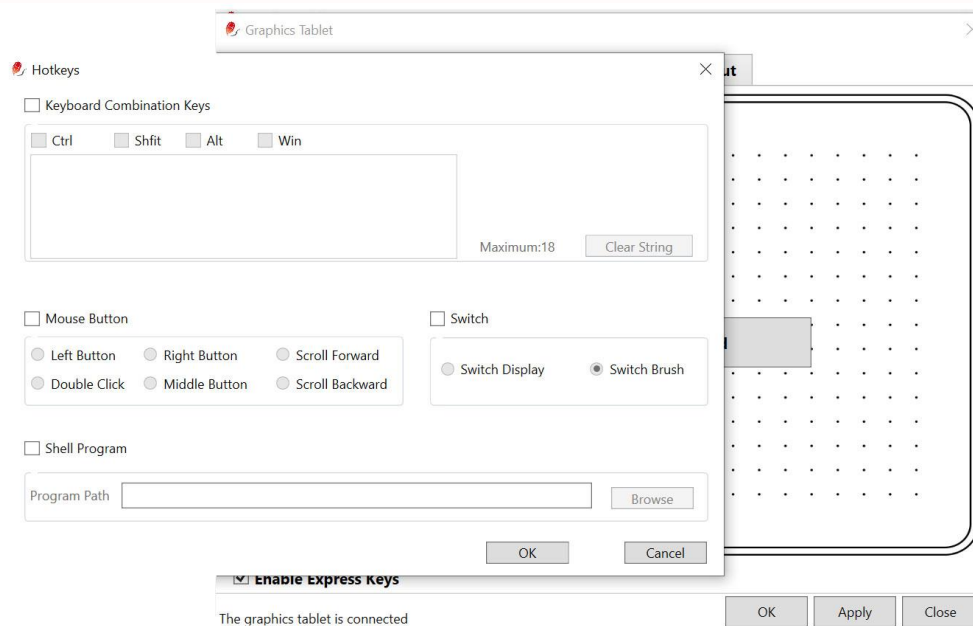 Graphics Tablet
Hotkeys
ut
Keyboard Combination Keys
Ctrl Shfit Alt Win
Maximum:18 Clear String
Mouse Button Switch
Left Button Right Button Scroll Forward
Switch Display Switch Brush
Double Click Middle Button Scroll Backward
Shell Program
Program Path Browse
OK Cancel
Enable Express Keys
The graphics tablet is connected OK Apply Close